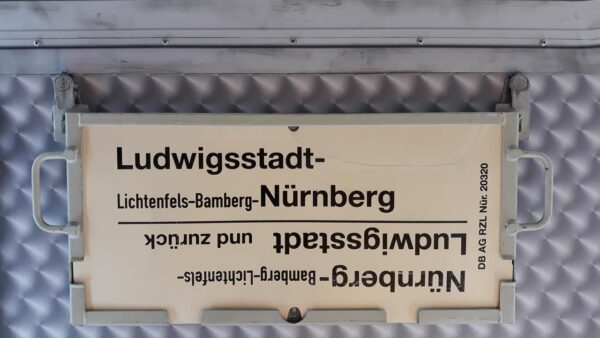 Ludwigsstadt-
Lichtenfels-Bamberg-Nürnberg
Nürnberg-Bamberg-Lichtenfels-
Ludwigsstadt und zurück
DB AG RZL Nür. 20320